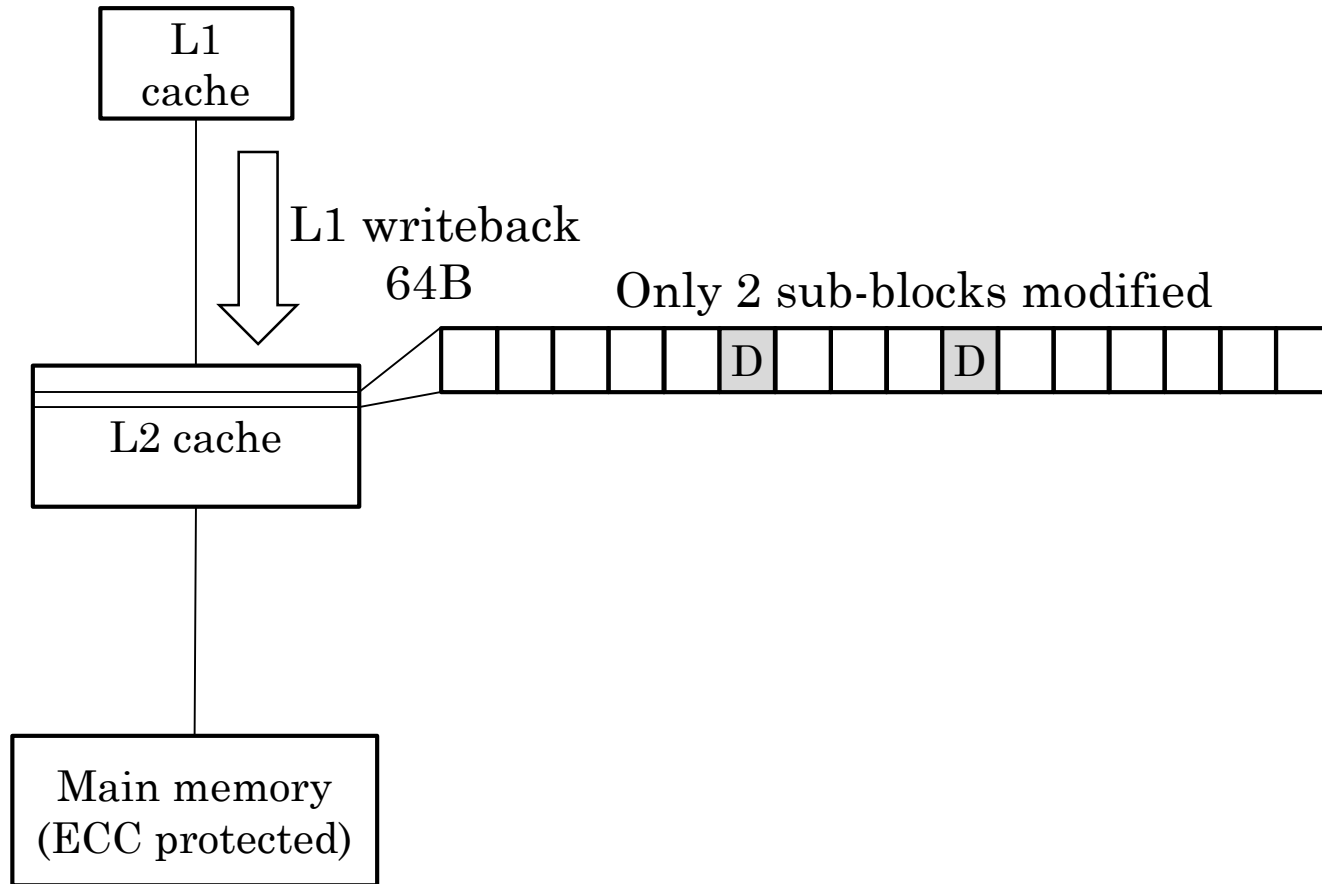 L1
cache
L1 writeback
64B
Only 2 sub-blocks modified
D
D
L2 cache
Main memory
(ECC protected)